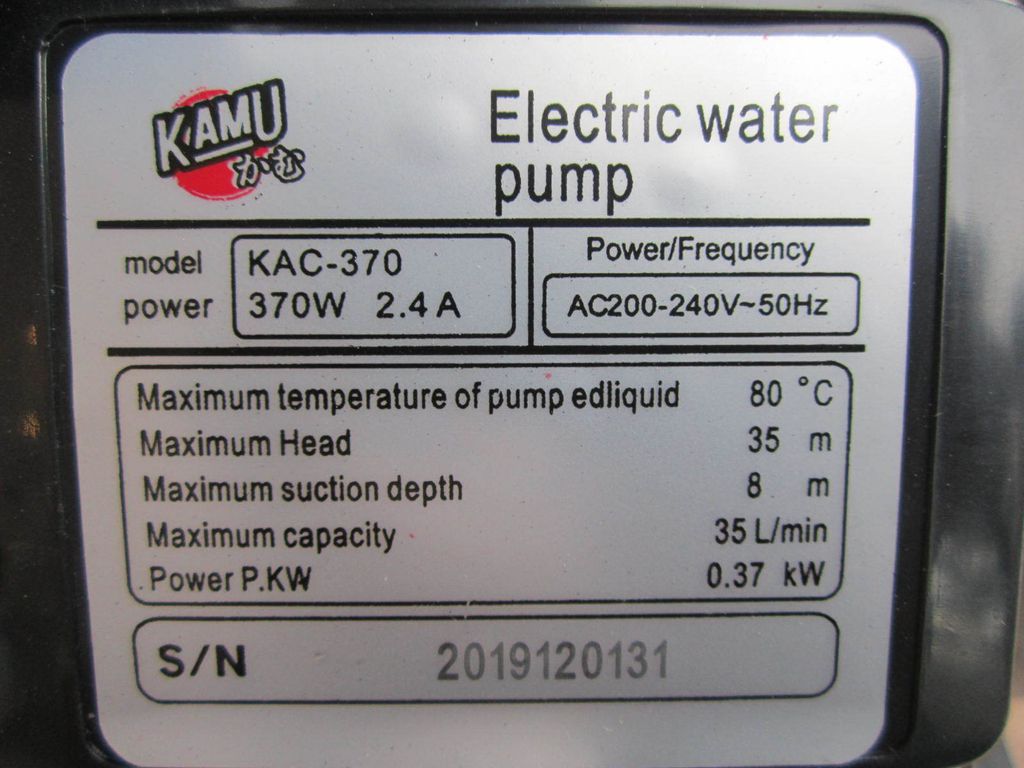 KAMU
かむ
Electric water
pump
model KAC-370
power 370W 2.4 A
Power/Frequency
AC200-240V~50Hz
Maximum temperature of pump edliquid 80 °C
Maximum Head 35 m
Maximum suction depth 8 m
Maximum capacity 35 L/min
Power P.KW 0.37 kW
S/N 2019120131